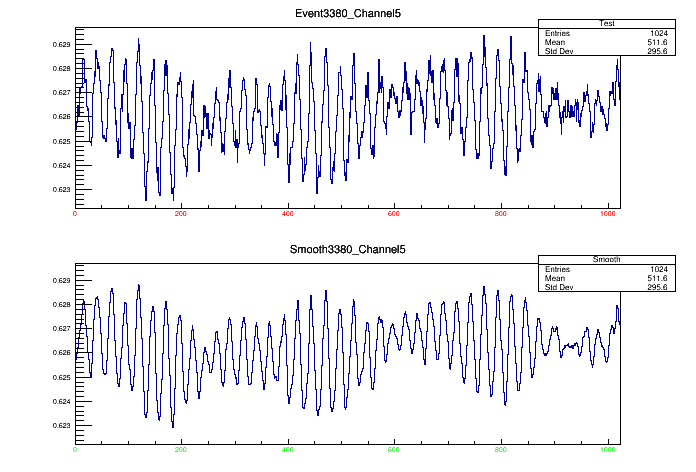 Event3380_Channel5
Test
Entries 1024
Mean 511.6
Std Dev 295.6
0.629
0.628
0.627
0.626
0.625
0.624
0.623
0 200 400 600 800 1000
Smooth3380_Channel5
Smooth
Entries 1024
Mean 511.6
Std Dev 295.6
0.629
0.628
0.627
0.626
0.625
0.624
0.623
0 200 400 600 800 1000